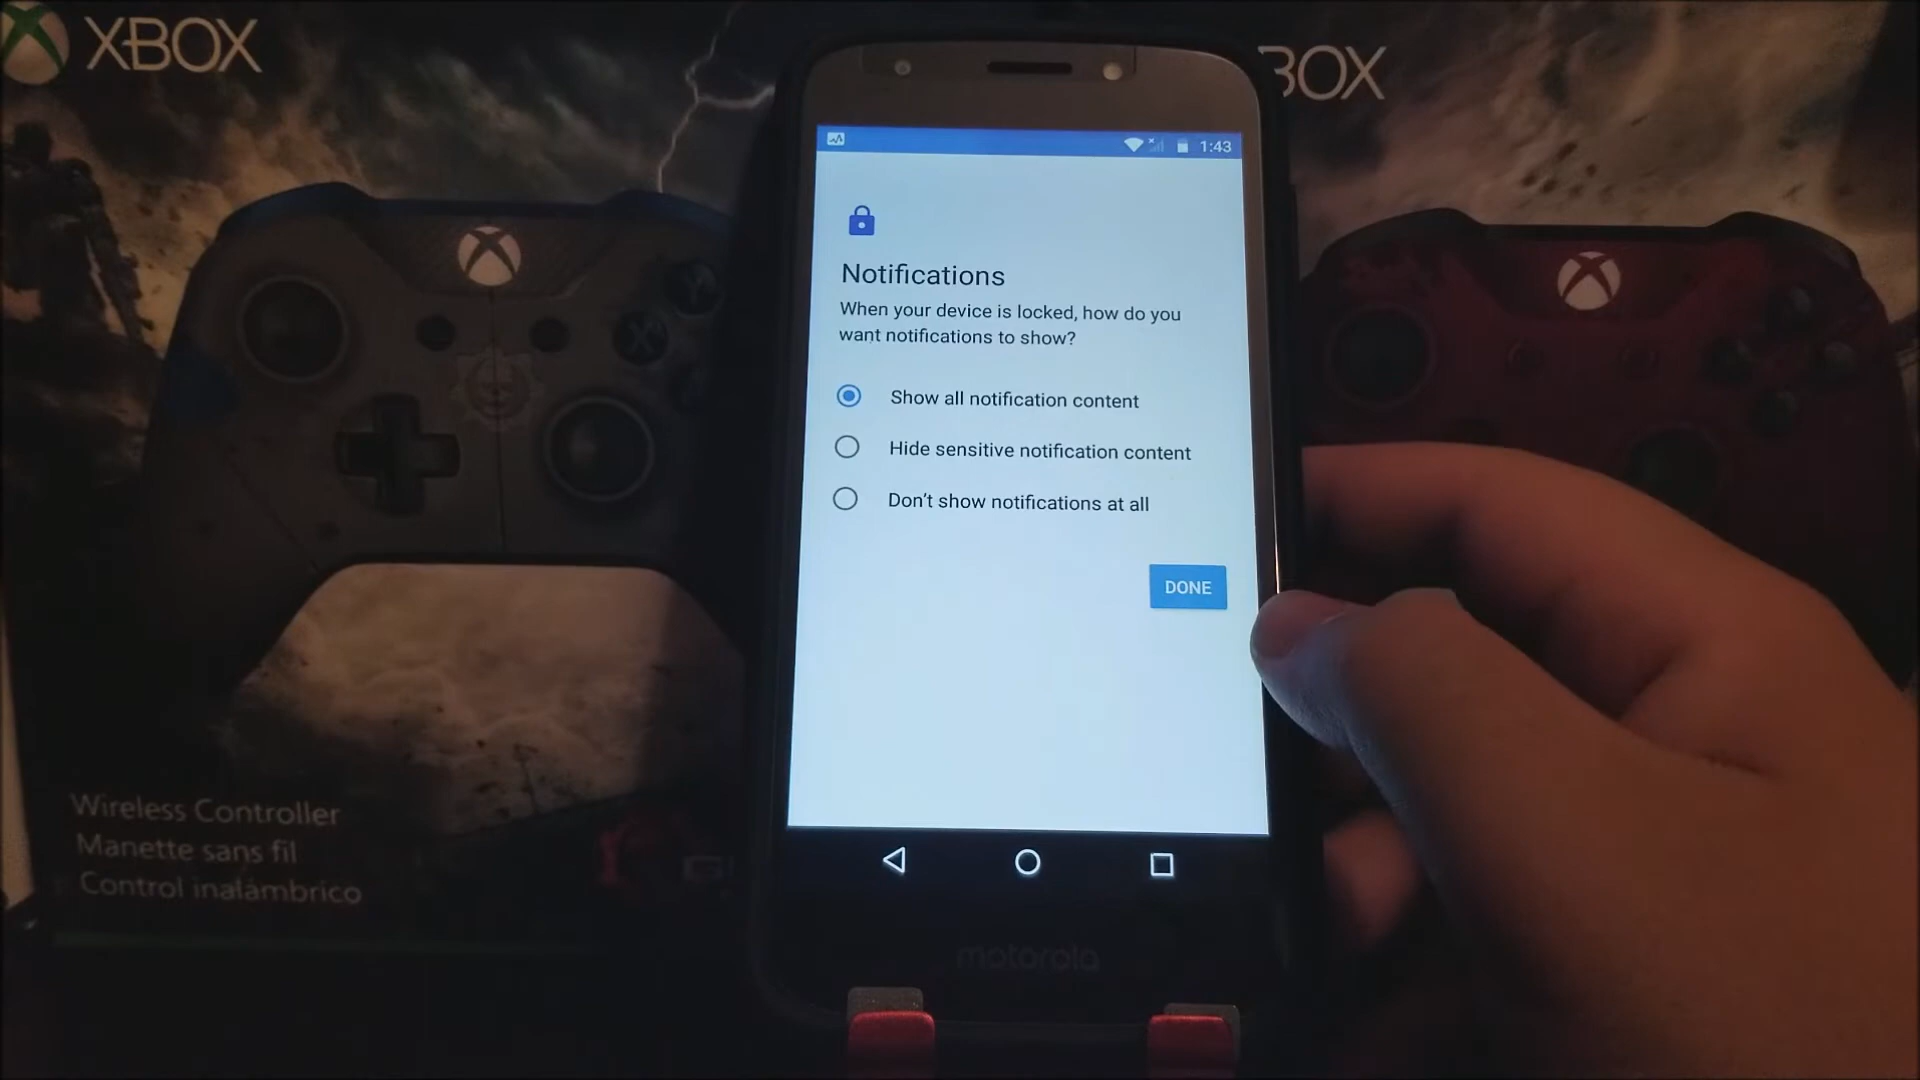 XBOX
BOX
1:43
Notifications
When your device is locked, how do you
want notifications to show?
Show all notification content
Hide sensitive notification content
Don't show notifications at all
DONE
Wireless Controller
Manette sans fil
Control inalámbrico
motorola